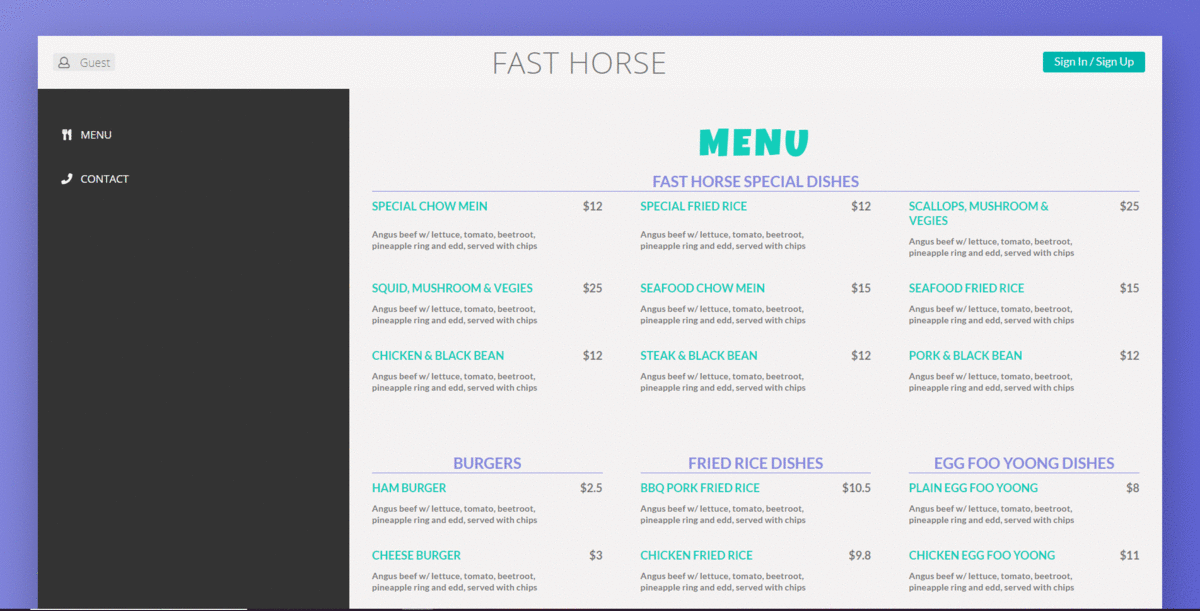 Guest
FAST HORSE
Sign In / Sign Up
MENU
CONTACT
MENU
FAST HORSE SPECIAL DISHES
SPECIAL CHOW MEIN $12
Angus beef w/ lettuce, tomato, beetroot,
pineapple ring and edd, served with chips
SPECIAL FRIED RICE $12
Angus beef w/ lettuce, tomato, beetroot,
pineapple ring and edd, served with chips
SCALLOPS, MUSHROOM & $25
VEGIES
Angus beef w/ lettuce, tomato, beetroot,
pineapple ring and edd, served with chips
SQUID, MUSHROOM & VEGIES $25
Angus beef w/ lettuce, tomato, beetroot,
pineapple ring and edd, served with chips
SEAFOOD CHOW MEIN $15
Angus beef w/ lettuce, tomato, beetroot,
pineapple ring and edd, served with chips
SEAFOOD FRIED RICE $15
Angus beef w/ lettuce, tomato, beetroot,
pineapple ring and edd, served with chips
CHICKEN & BLACK BEAN $12
Angus beef w/ lettuce, tomato, beetroot,
pineapple ring and edd, served with chips
STEAK & BLACK BEAN $12
Angus beef w/ lettuce, tomato, beetroot,
pineapple ring and edd, served with chips
PORK & BLACK BEAN $12
Angus beef w/ lettuce, tomato, beetroot,
pineapple ring and edd, served with chips
BURGERS
HAM BURGER $2.5
Angus beef w/ lettuce, tomato, beetroot,
pineapple ring and edd, served with chips
CHEESE BURGER $3
Angus beef w/ lettuce, tomato, beetroot,
pineapple ring and edd, served with chips
FRIED RICE DISHES
BBQ PORK FRIED RICE $10.5
Angus beef w/ lettuce, tomato, beetroot,
pineapple ring and edd, served with chips
CHICKEN FRIED RICE $9.8
Angus beef w/ lettuce, tomato, beetroot,
pineapple ring and edd, served with chips
EGG FOO YOONG DISHES
PLAIN EGG FOO YOONG $8
Angus beef w/ lettuce, tomato, beetroot,
pineapple ring and edd, served with chips
CHICKEN EGG FOO YOONG $11
Angus beef w/ lettuce, tomato, beetroot,
pineapple ring and edd, served with chips